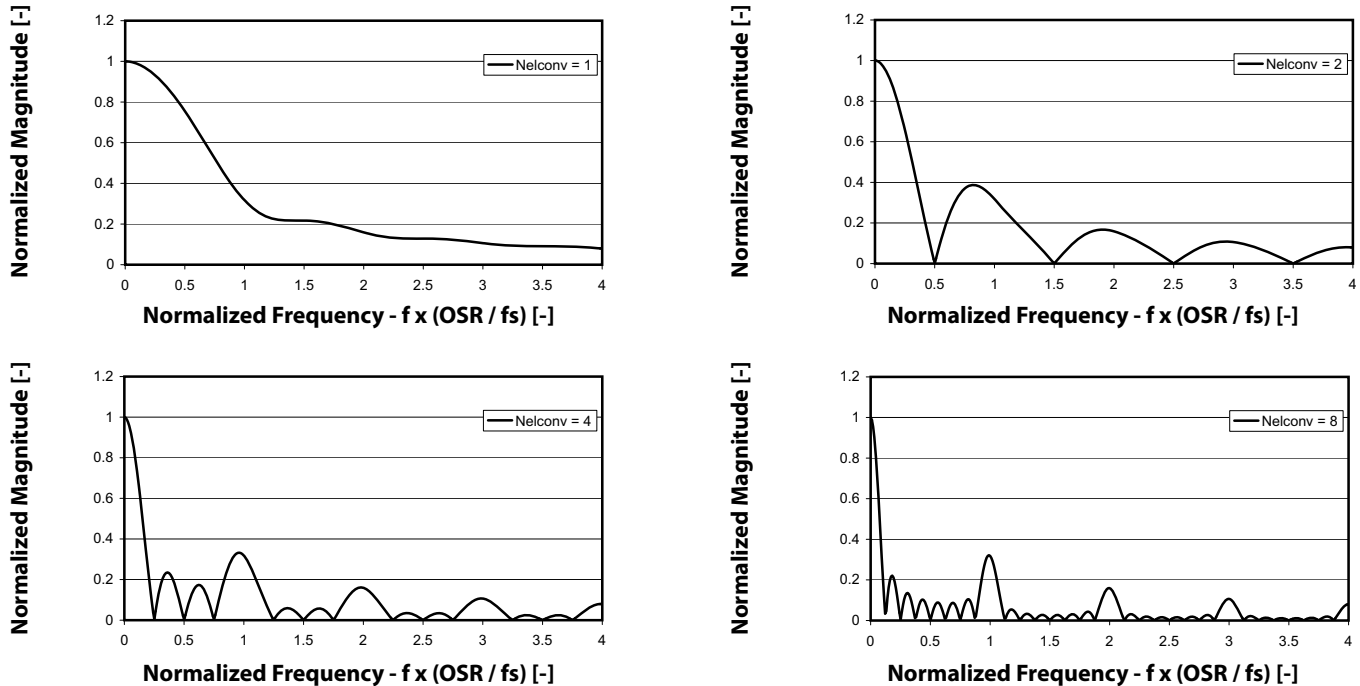 Normalized Magnitude [-]
1.2
1
0.8
0.6
0.4
0.2
0
Nelconv = 1
0 0.5 1 1.5 2 2.5 3 3.5 4
Normalized Frequency - f x (OSR / fs) [-]
Normalized Magnitude [-]
1.2
1
0.8
0.6
0.4
0.2
0
Nelconv = 2
0 0.5 1 1.5 2 2.5 3 3.5 4
Normalized Frequency - f x (OSR / fs) [-]
Normalized Magnitude [-]
1.2
1
0.8
0.6
0.4
0.2
0
Nelconv = 4
0 0.5 1 1.5 2 2.5 3 3.5 4
Normalized Frequency - f x (OSR / fs) [-]
Normalized Magnitude [-]
1.2
1
0.8
0.6
0.4
0.2
0
Nelconv = 8
0 0.5 1 1.5 2 2.5 3 3.5 4
Normalized Frequency - f x (OSR / fs) [-]